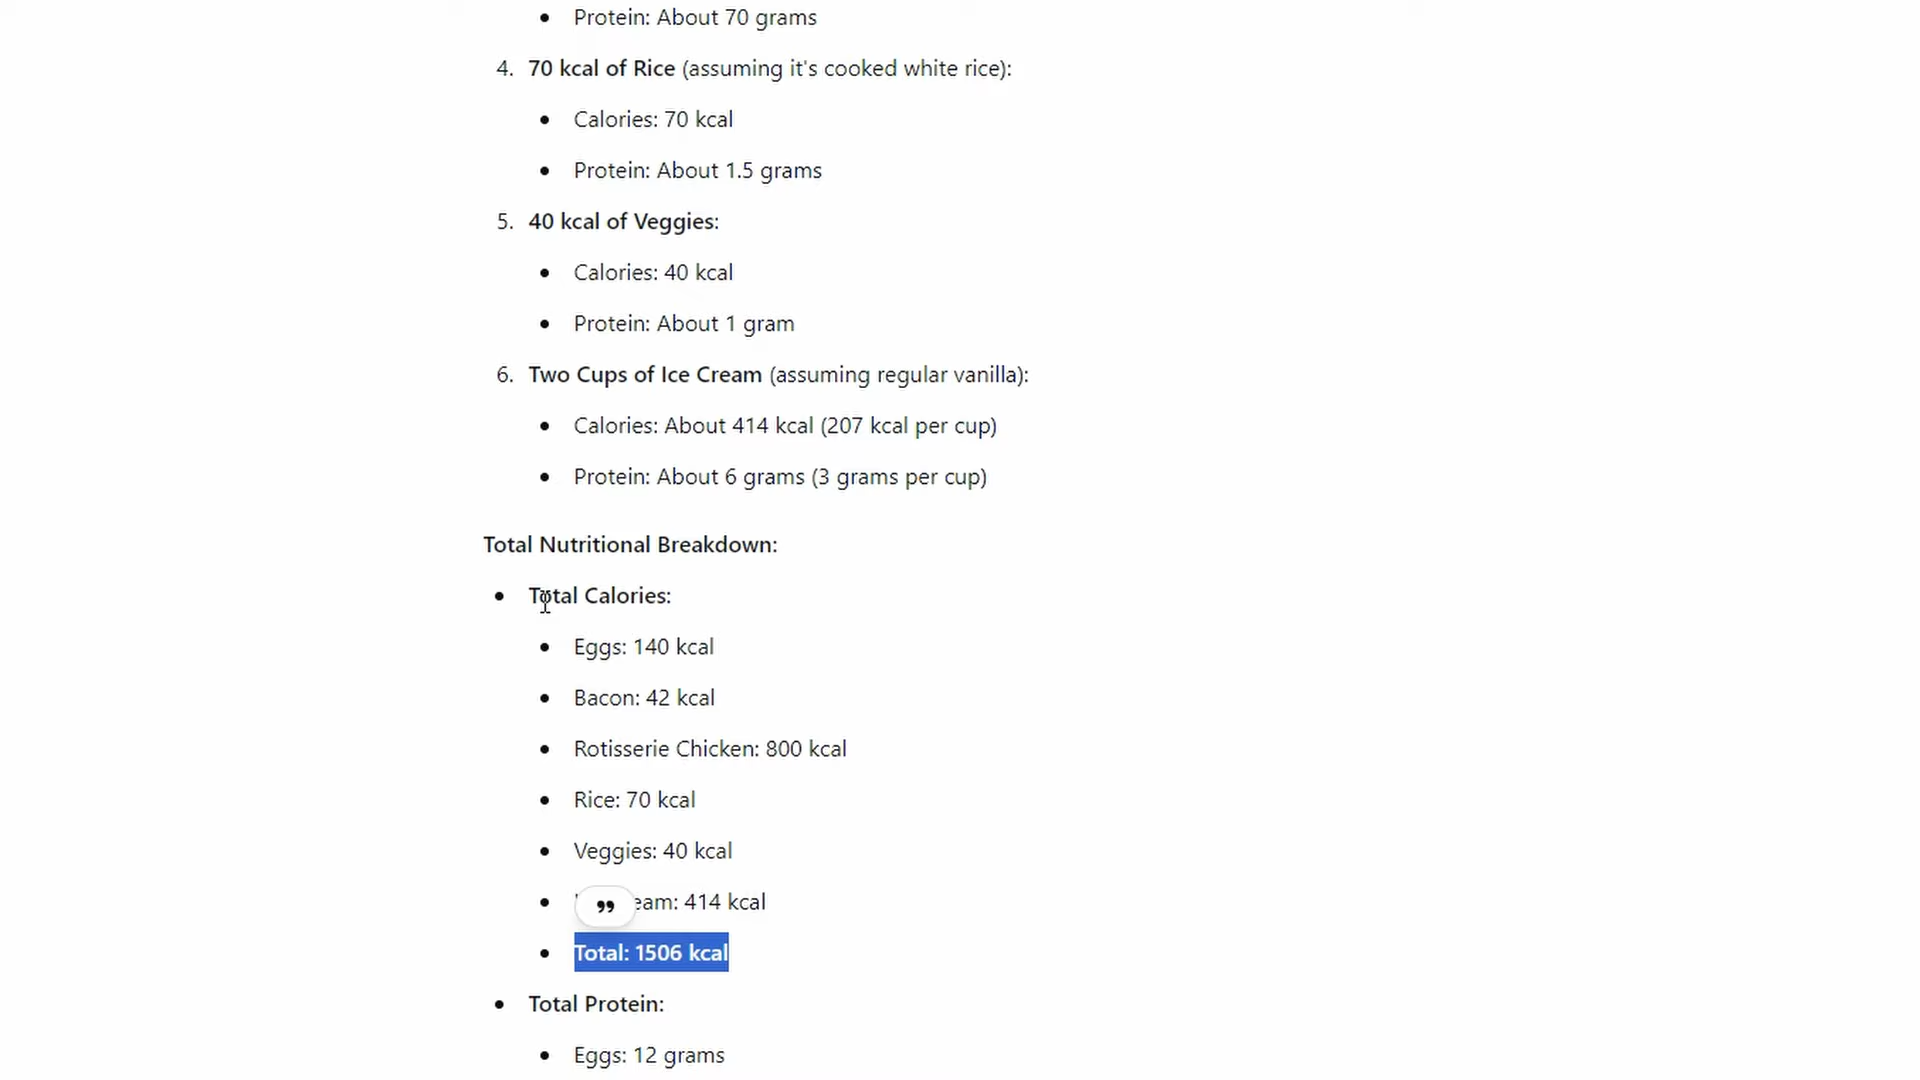 • Protein: About 70 grams
4. 70 kcal of Rice (assuming it's cooked white rice):
• Calories: 70 kcal
• Protein: About 1.5 grams
5. 40 kcal of Veggies:
• Calories: 40 kcal
• Protein: About 1 gram
6. Two Cups of Ice Cream (assuming regular vanilla):
• Calories: About 414 kcal (207 kcal per cup)
• Protein: About 6 grams (3 grams per cup)
Total Nutritional Breakdown:
• Total Calories:
• Eggs: 140 kcal
• Bacon: 42 kcal
• Rotisserie Chicken: 800 kcal
• Rice: 70 kcal
• Veggies: 40 kcal
• eam: 414 kcal
• Total: 1506 kcal
• Total Protein:
• Eggs: 12 grams